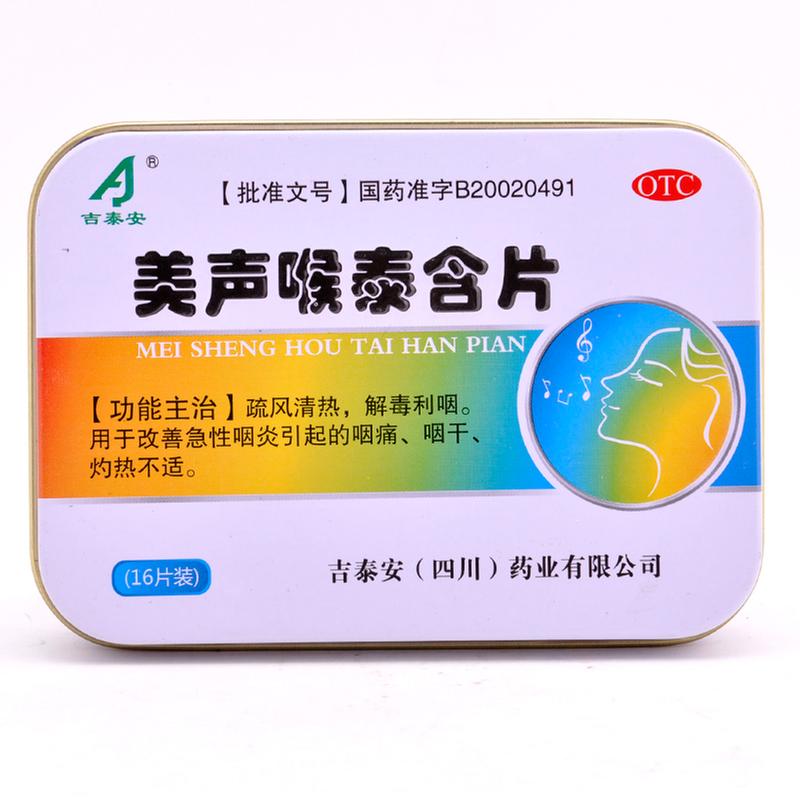 AJ®
吉泰安
【批准文号】国药准字B20020491
OTC
美声喉泰含片
MEI SHENG HOU TAI HAN PIAN
【功能主治】疏风清热，解毒利咽。
用于改善急性咽炎引起的咽痛、咽干、
灼热不适。
(16片装)
吉泰安（四川）药业有限公司